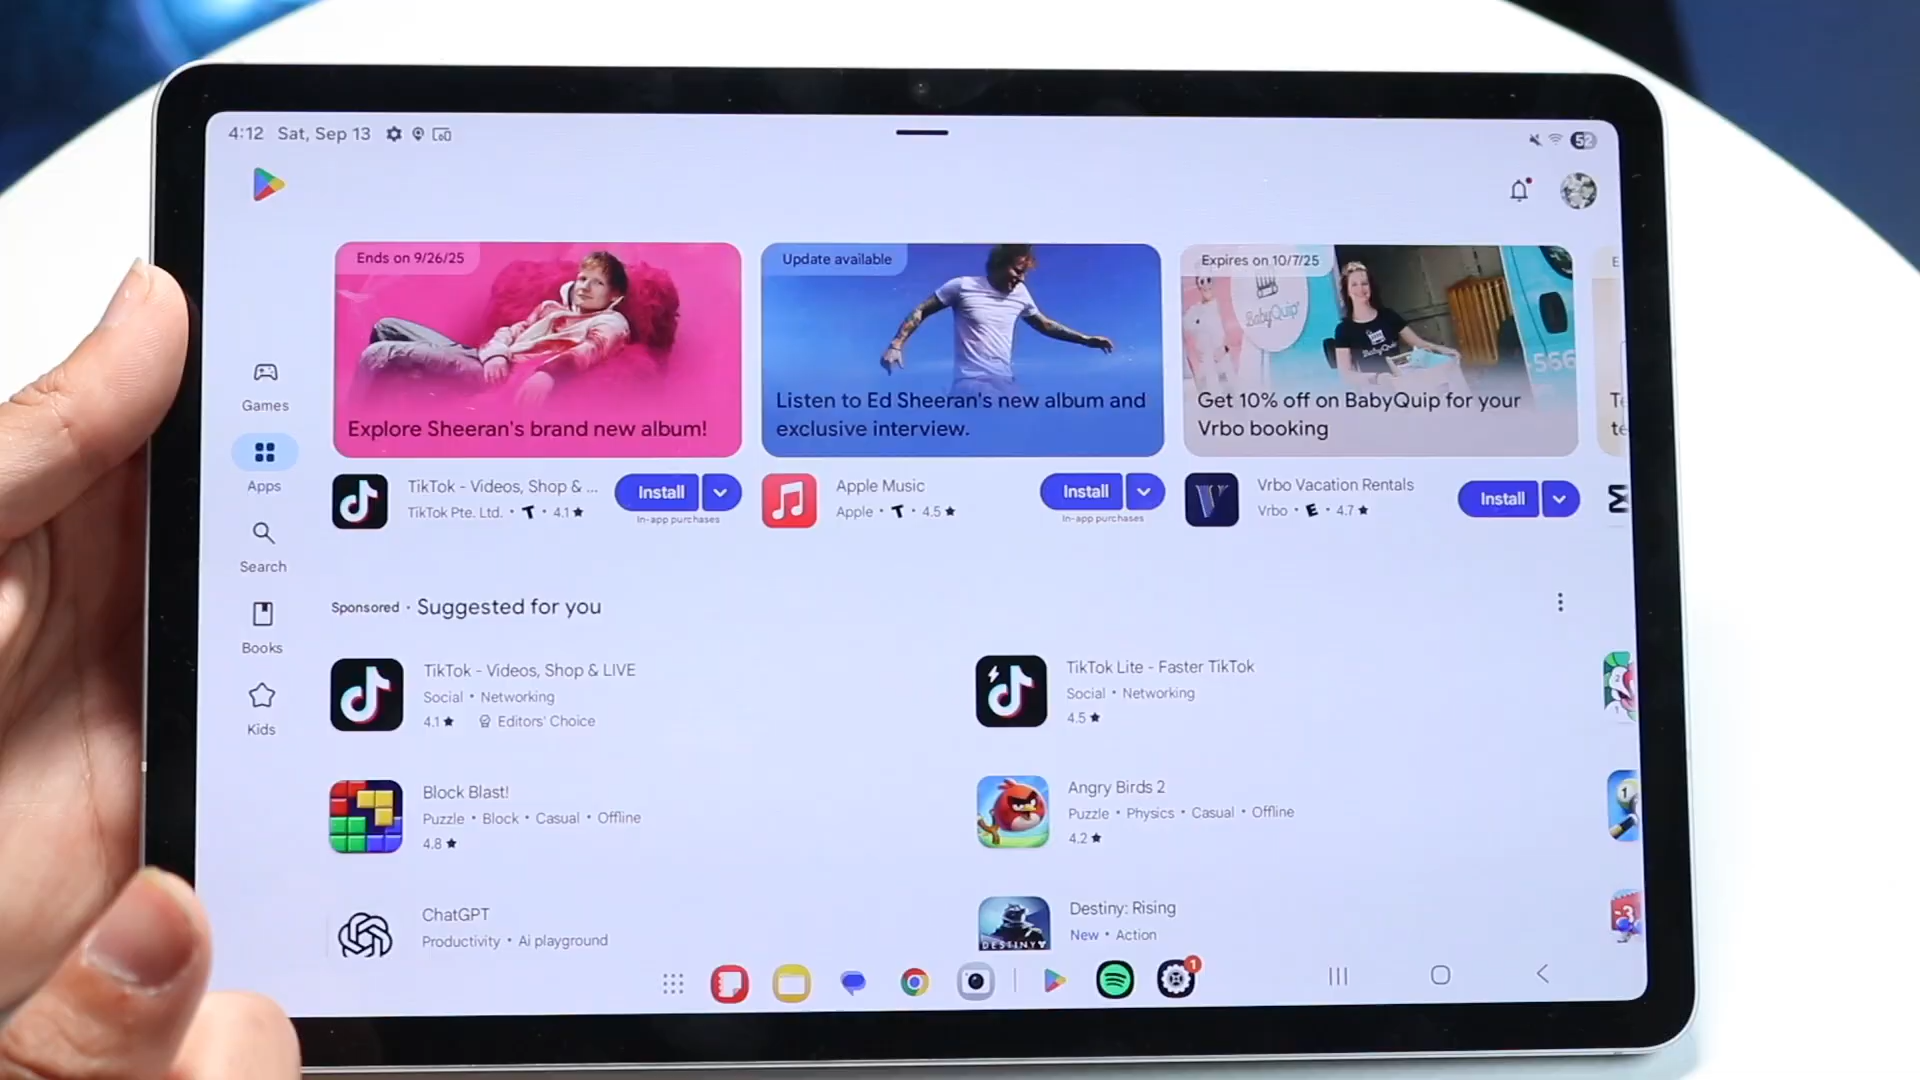 4:12 Sat, Sep 13
52
Ends on 9/26/25
Explore Sheeran's brand new album!
Update available
Listen to Ed Sheeran's new album and
exclusive interview.
Expires on 10/7/25
BabyQuip
566
Get 10% off on BabyQuip for your
Vrbo booking
Games
Apps
Search
Books
Kids
TikTok - Videos, Shop & ...
TikTok Pte. Ltd. • T • 4.1 ★
Install
In-app purchases
Apple Music
Apple • T • 4.5 ★
Install
In-app purchases
Vrbo Vacation Rentals
Vrbo • E • 4.7 ★
Install
Sponsored • Suggested for you
TikTok - Videos, Shop & LIVE
Social • Networking
4.1 ★ Editors' Choice
TikTok Lite - Faster TikTok
Social • Networking
4.5 ★
Block Blast!
Puzzle • Block • Casual • Offline
4.8 ★
Angry Birds 2
Puzzle • Physics • Casual • Offline
4.2 ★
ChatGPT
Productivity • Ai playground
DESTINY
Destiny: Rising
New • Action
1